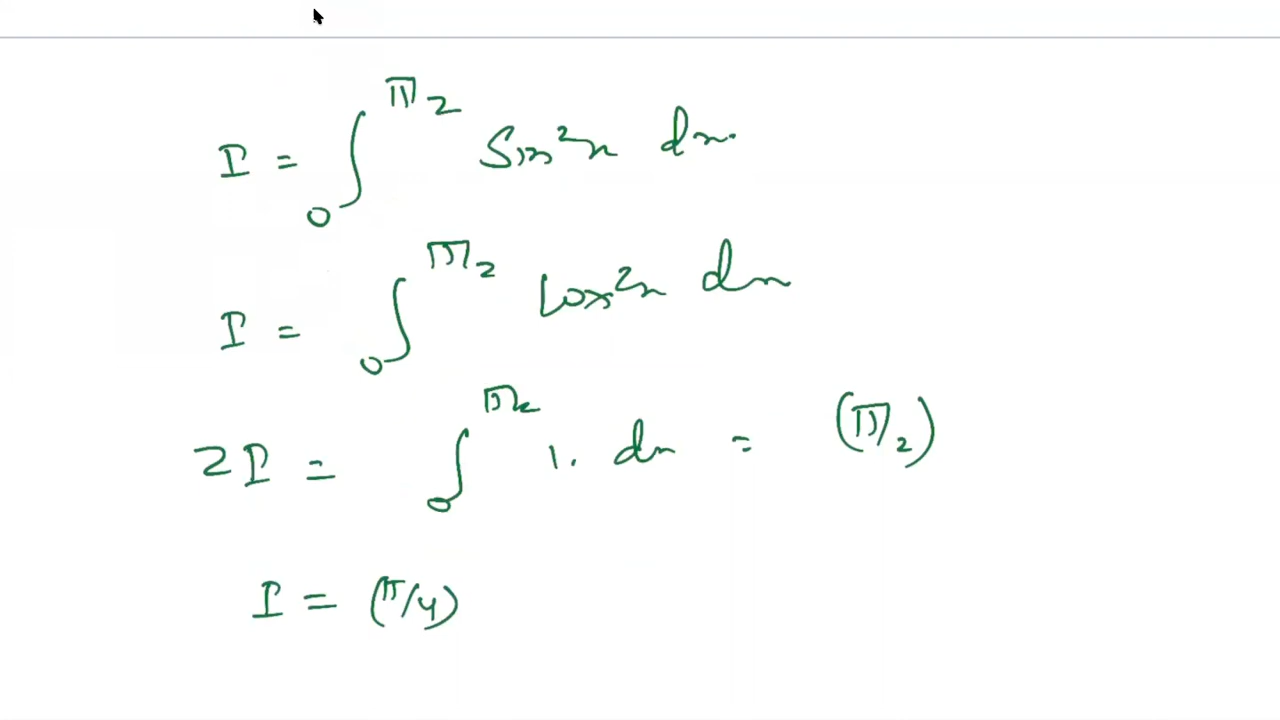 I = ∫₀^(π/2) Sin²x dx.
I = ∫₀^(π/2) Cos²x dx
2I = ∫₀^(π/2) 1. dx = (π/2)
I = (π/4)